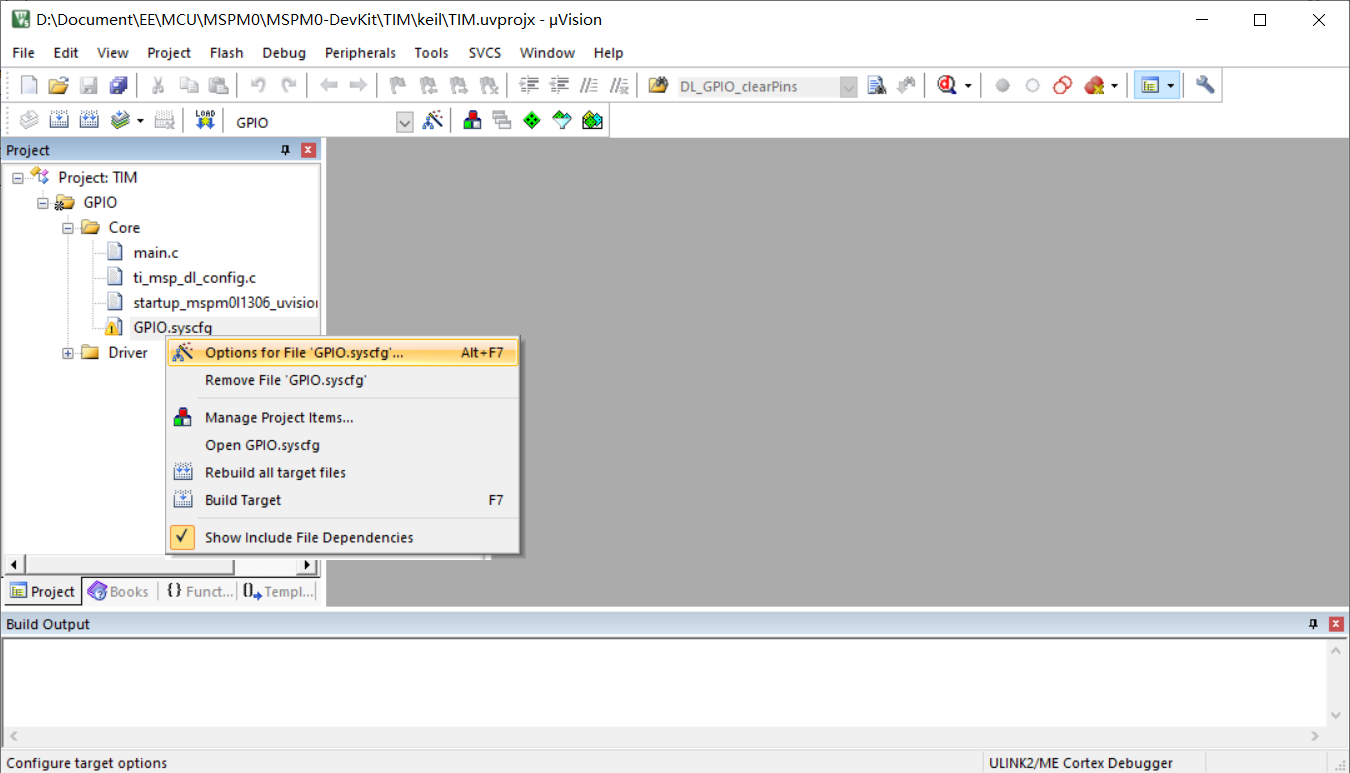 D:\Document\EE\MCU\MSPM0\MSPM0-DevKit\TIM\keil\TIM.uvprojx - µVision
File Edit View Project Flash Debug Peripherals Tools SVCS Window Help
DL_GPIO_clearPins
LOAD GPIO
Project
Project: TIM
GPIO
Core
main.c
ti_msp_dl_config.c
startup_mspm0l1306_uvision
GPIO.syscfg
Driver
Options for File 'GPIO.syscfg'... Alt+F7
Remove File 'GPIO.syscfg'
Manage Project Items...
Open GPIO.syscfg
Rebuild all target files
Build Target F7
Show Include File Dependencies
Project Books {} Funct... 0 Templ...
Build Output
Configure target options ULINK2/ME Cortex Debugger